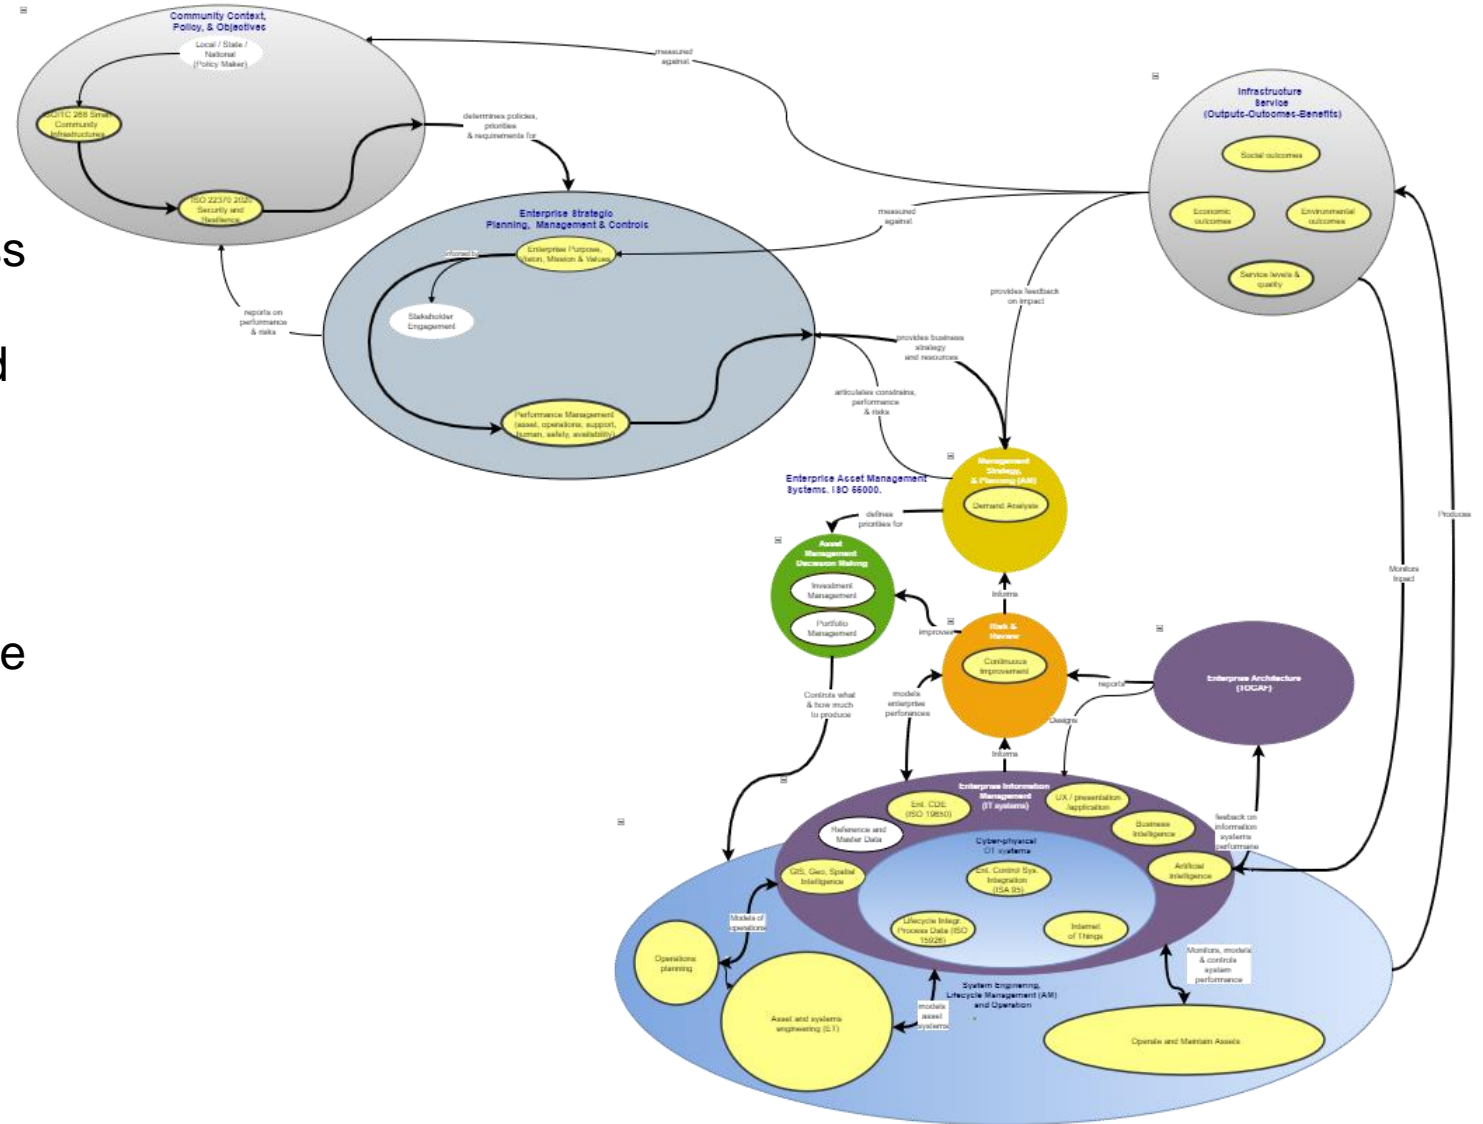 Community Context,
Policy, & Objectives
Local / State /
National
(Policy Maker)
ISO/TC 268 Smart
Community
Infrastructures
ISO 22370 2020
Security and
Resilience
determines policies,
priorities
& requirements for
measured
against
Infrastructure
Service
(Outputs-Outcomes-Benefits)
Social outcomes
Economic
outcomes
Environmental
outcomes
Service levels &
quality
s
d
e
Enterprise Strategic
Planning, Management & Controls
Enterprise Purpose,
Vision, Mission & Values
informed by
Stakeholder
Engagement
Performance Management
(asset, operations, support,
human, safety, availability)
measured
against
reports on
performance
& risks
provides feedback
on impact
provides business
strategy
and resources
articulates constrains,
performance
& risks
Enterprise Asset Management
Systems. ISO 55000.
Management
Strategy,
& Planning (AM)
Demand Analysis
defines
priorities for
Asset
Management
Decision Making
Investment
Management
Portfolio
Management
informs
improves
Risk &
Review
Continuous
Improvement
Enterprise Architecture
(TOGAF)
reports
Designs
Controls what
& how much
to produce
models
enterprise
perforances
Informs
Monitors
Produces
Enterprise Information
Management
(IT systems)
Ent. CDE
(ISO 19650)
UX / presentation
/application
Business
Intelligence
Reference and
Master Data
GIS, Geo, Spatial
Intelligence
Artificial
intelligence
feeback on
information
systems
performane
Cyber-physical
OT systems
Ent. Control Sys.
Integration
(ISA 95)
Lifecycle Integr.
Process Data (ISO
15926)
Internet
of Things
Models of
operations
Operations
planning
Asset and systems
engineering (ET)
models
asset
systems
System Enginerng,
Lifecycle Management (AM)
and Operation
Monitors, models
& controls
system
performance
Operate and Maintain Assets